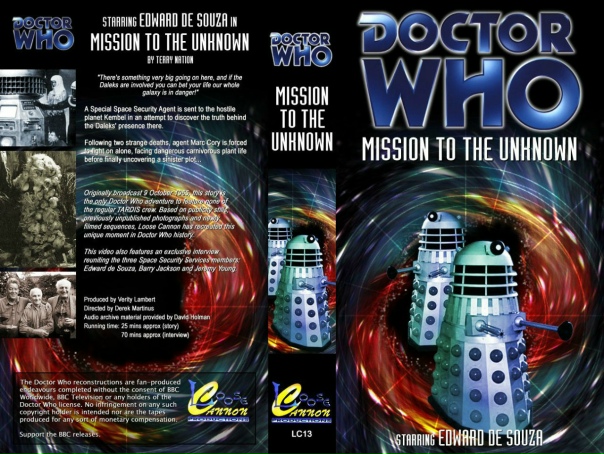 DOCTOR
WHO
STARRING EDWARD DE SOUZA IN
MISSION TO THE UNKNOWN
BY TERRY NATION
"There's something very big going on here, and if the
Daleks are involved you can bet your life our whole
galaxy is in danger!"
A Special Space Security Agent is sent to the hostile
planet Kembel in an attempt to discover the truth behind
the Daleks' presence there.
Following two strange deaths, agent Marc Cory is forced
to fight on alone, facing dangerous carnivorous plant life
before finally uncovering a sinister plot...
Originally broadcast 9 October 1965, this story is
the only Doctor Who adventure to feature none of
the regular TARDIS crew. Based on publicity stills,
previously unpublished photographs and newly
filmed sequences, Loose Cannon has recreated this
unique moment in Doctor Who history.
This video also features an exclusive interview
reuniting the three Space Security Services members:
Edward de Souza, Barry Jackson and Jeremy Young.
Produced by Verity Lambert
Directed by Derek Martinus
Audio archive material provided by David Holman
Running time: 25 mins approx (story)
70 mins approx (interview)
The Doctor Who reconstructions are fan-produced
endeavours completed without the consent of BBC
Worldwide, BBC Television or any holders of the
Doctor Who license. No infringement on any such
copyright holder is intended nor are the tapes
produced for any sort of monetary compensation.
Support the BBC releases.
LOOSE
CANNON
PRODUCTIONS
DOCTOR
WHO
MISSION
TO THE
UNKNOWN
LOOSE
CANNON
PRODUCTIONS
LC13
DOCTOR
WHO
MISSION TO THE UNKNOWN
STARRING EDWARD DE SOUZA